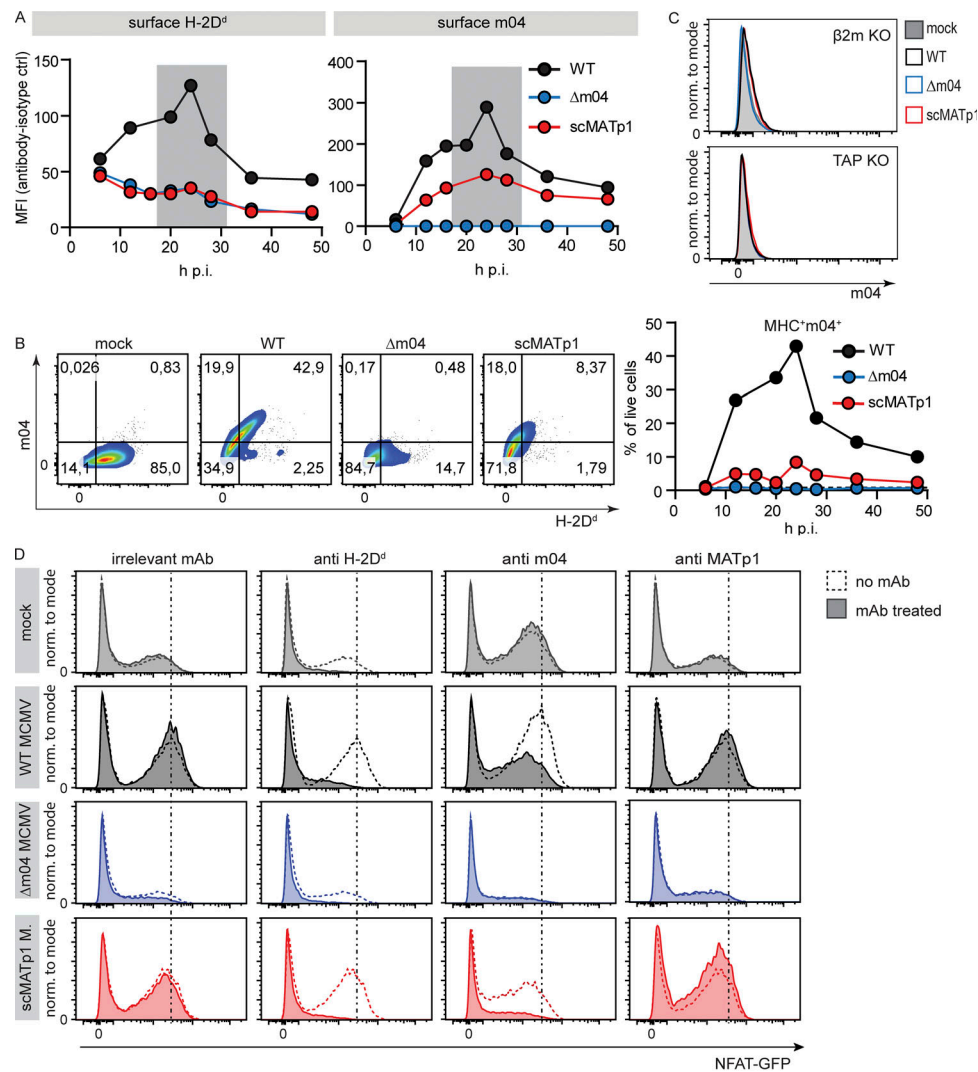 A
surface H-2Dd
surface m04
MFI (antibody-isotype ctrl)
150
100
50
0
0 10 20 30 40 50
h p.i.
400
300
200
100
0
0 10 20 30 40 50
h p.i.
WT
Δm04
scMATp1
C
norm. to mode
0
β2m KO
norm. to mode
0
TAP KO
0
m04
mock
WT
Δm04
scMATp1
B
mock
WT
Δm04
scMATp1
m04
0
0,026 0,83
14,1 85,0
19,9 42,9
34,9 2,25
0,17 0,48
84,7 14,7
18,0 8,37
71,8 1,79
H-2Dd
MHC+m04+
% of live cells
50
40
30
20
10
0
0 10 20 30 40 50
h p.i.
WT
Δm04
scMATp1
D
irrelevant mAb
anti H-2Dd
anti m04
anti MATp1
no mAb
mAb treated
mock
norm. to mode
0
WT MCMV
norm. to mode
0
Δm04 MCMV
norm. to mode
0
scMATp1 M.
norm. to mode
0
0 0 0 0
NFAT-GFP